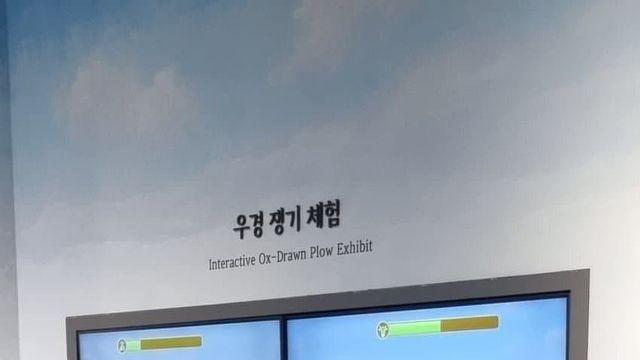 우경 쟁기 체험
Interactive Ox-Drawn Plow Exhibit